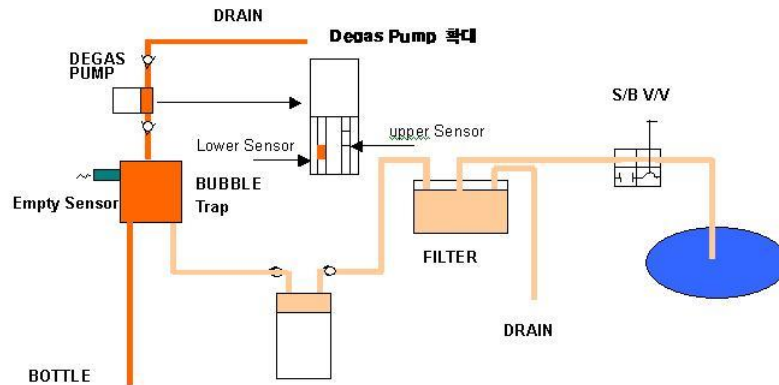 DRAIN
Degas Pump 확대
DEGAS
PUMP
S/B V/V
Lower Sensor
upper Sensor
BUBBLE
Trap
Empty Sensor
FILTER
DRAIN
BOTTLE